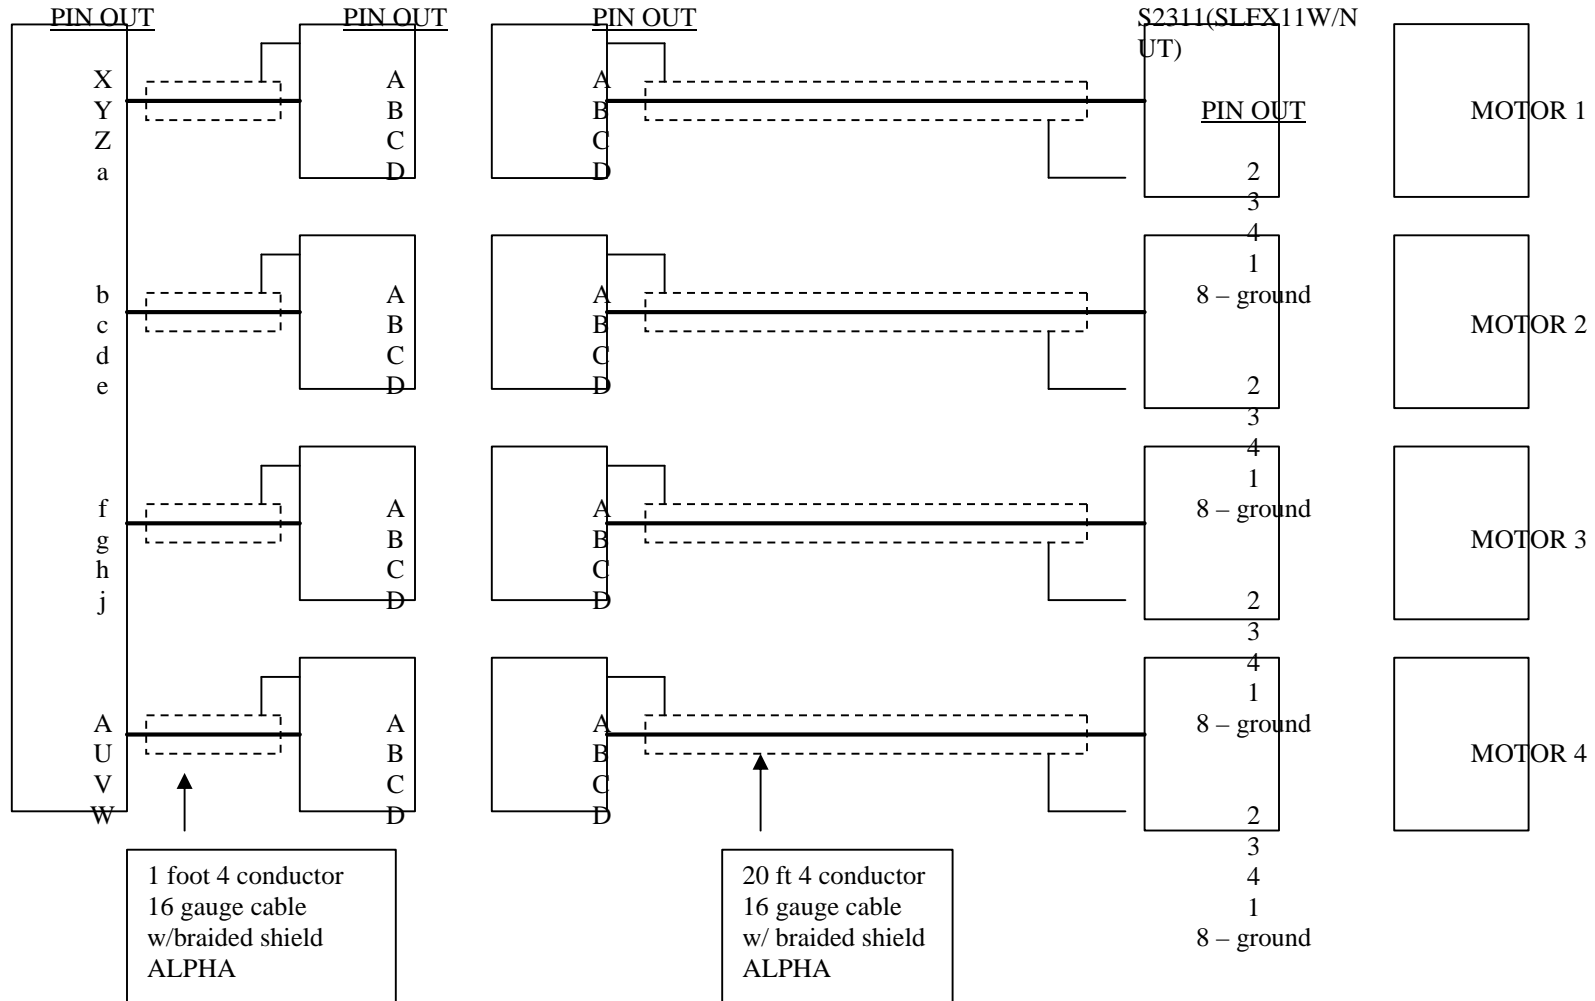 PIN OUT
PIN OUT
PIN OUT
S2311(SLFX11W/N
UT)
X
Y
Z
a
A
B
C
D
A
B
C
D
PIN OUT
2
3
4
1
8 – ground
MOTOR 1
b
c
d
e
A
B
C
D
A
B
C
D
2
3
4
1
8 – ground
MOTOR 2
f
g
h
j
A
B
C
D
A
B
C
D
2
3
4
1
8 – ground
MOTOR 3
A
U
V
W
A
B
C
D
A
B
C
D
2
3
4
1
8 – ground
MOTOR 4
1 foot 4 conductor
16 gauge cable
w/braided shield
ALPHA
20 ft 4 conductor
16 gauge cable
w/ braided shield
ALPHA